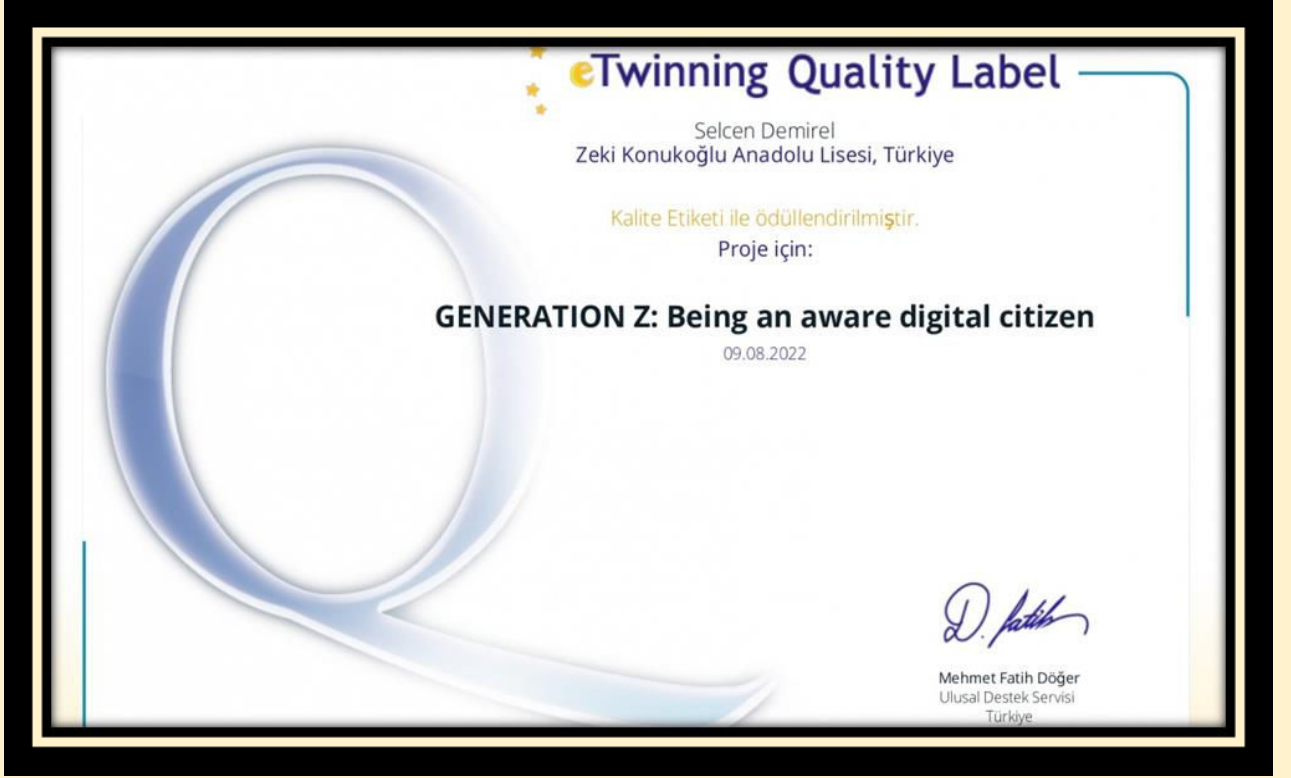 eTwinning Quality Label
Selcen Demirel
Zeki Konukoğlu Anadolu Lisesi, Türkiye
Kalite Etiketi ile ödüllendirilmiştir.
Proje için:
GENERATION Z: Being an aware digital citizen
09.08.2022
D. fatih
Mehmet Fatih Döğer
Ulusal Destek Servisi
Türkiye